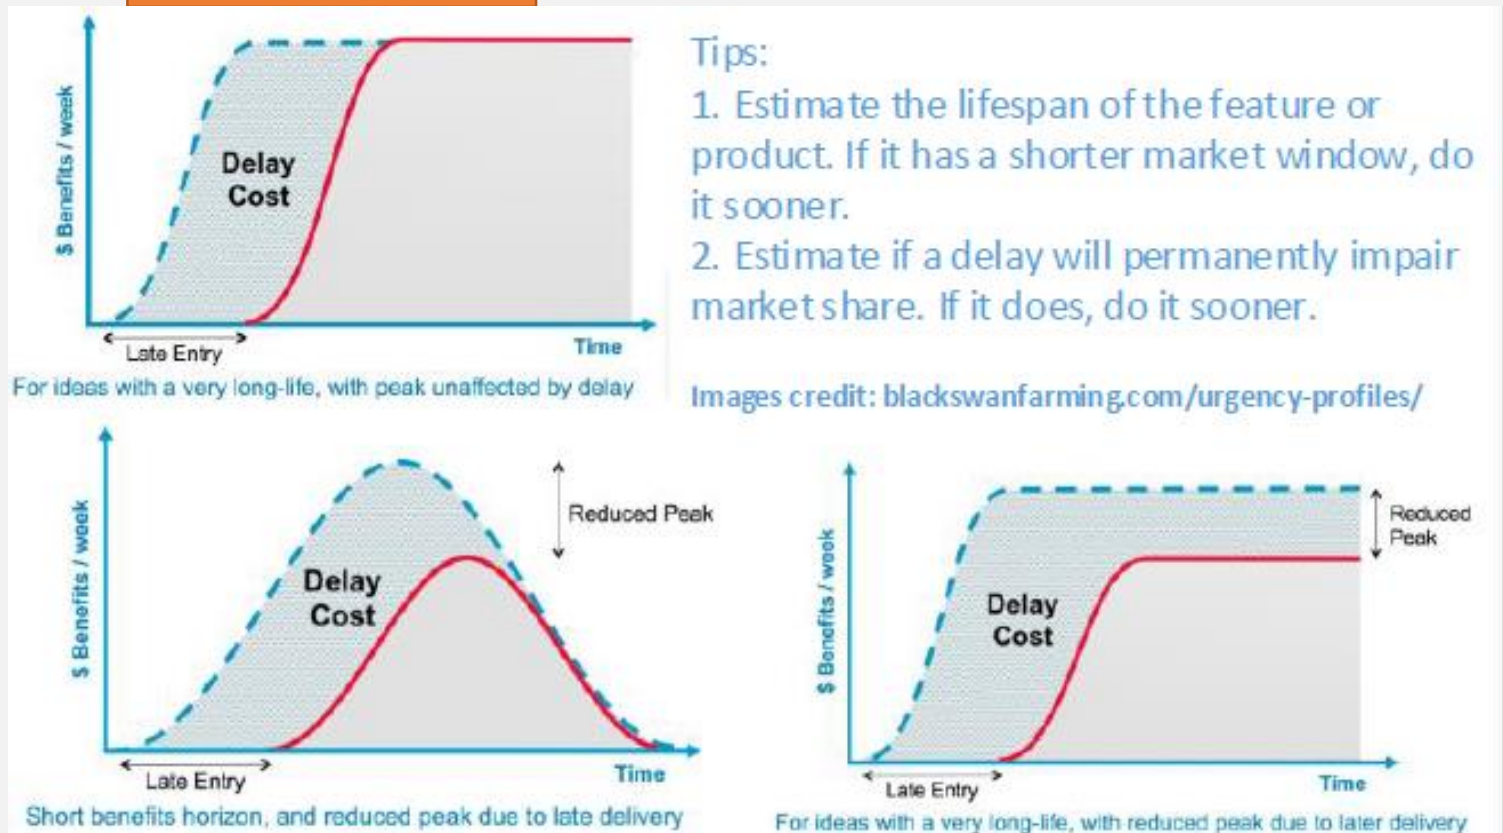 $ Benefits / week
Delay
Cost
Late Entry
Time
For ideas with a very long-life, with peak unaffected by delay
Tips:
1. Estimate the lifespan of the feature or
product. If it has a shorter market window, do
it sooner.
2. Estimate if a delay will permanently impair
market share. If it does, do it sooner.
Images credit: blackswanfarming.com/urgency-profiles/
$ Benefits / week
Delay
Cost
Reduced Peak
Late Entry
Time
Short benefits horizon, and reduced peak due to late delivery
$ Benefits / week
Delay
Cost
Reduced
Peak
Late Entry
Time
For ideas with a very long-life, with reduced peak due to later delivery